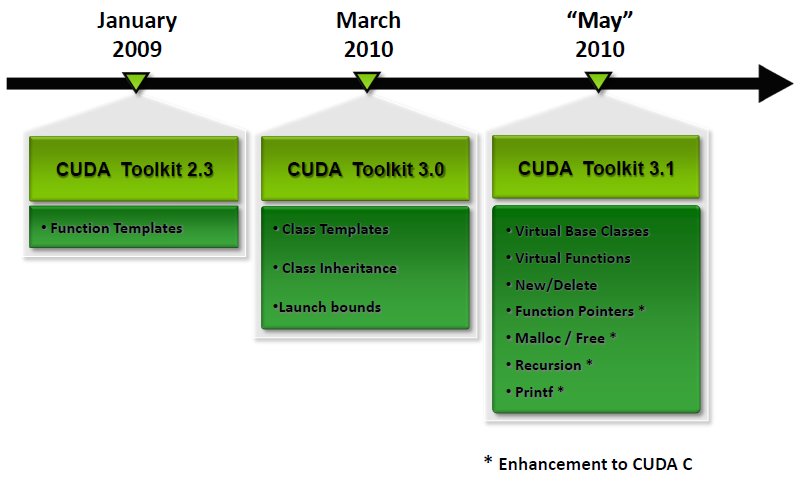 January
2009
March
2010
“May”
2010
CUDA Toolkit 2.3
• Function Templates
CUDA Toolkit 3.0
• Class Templates
• Class Inheritance
•Launch bounds
CUDA Toolkit 3.1
• Virtual Base Classes
• Virtual Functions
• New/Delete
• Function Pointers *
• Malloc / Free *
• Recursion *
• Printf *
* Enhancement to CUDA C